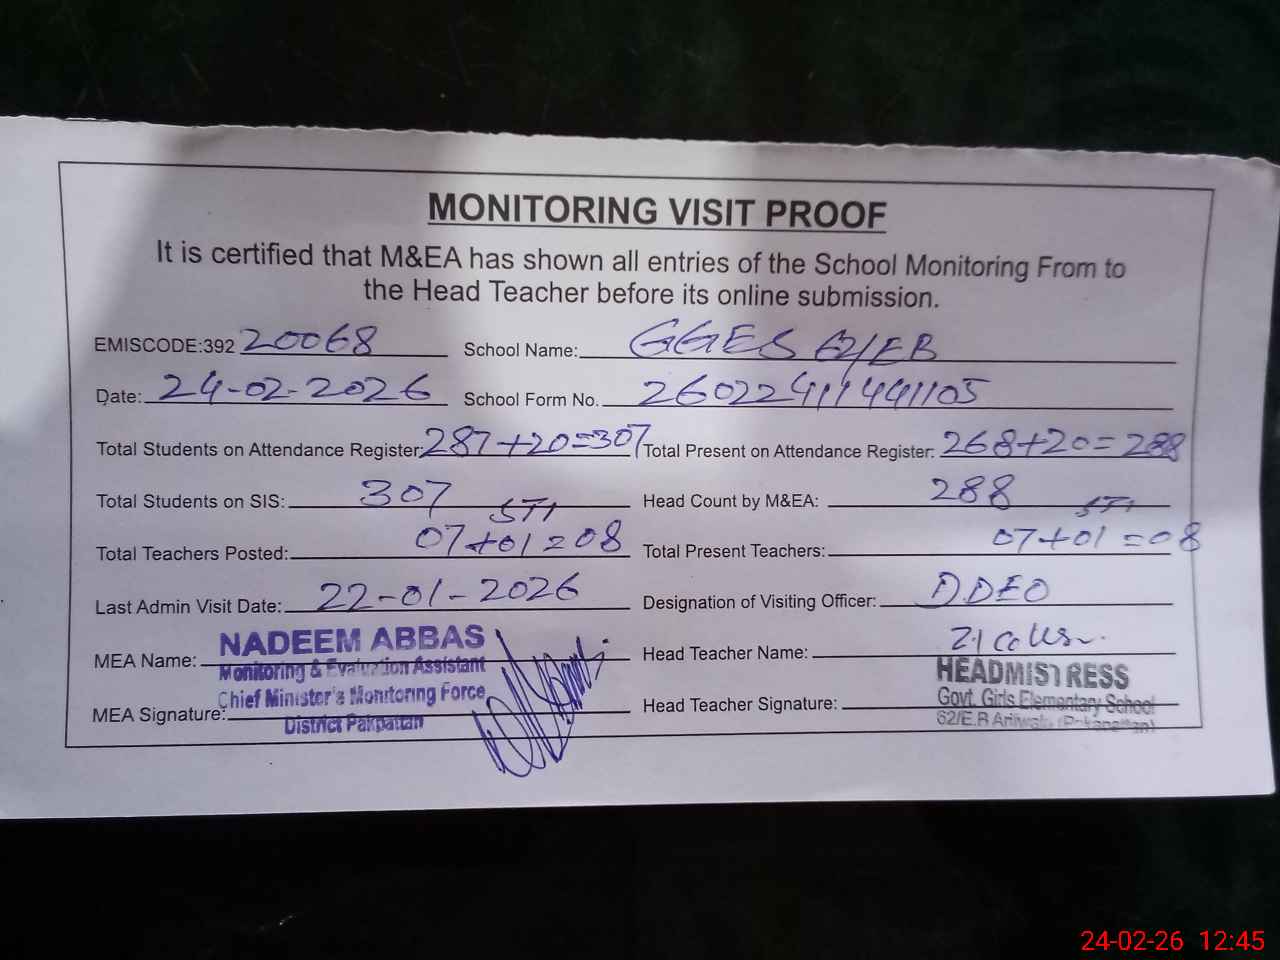 MONITORING VISIT PROOF
It is certified that M&EA has shown all entries of the School Monitoring From to
the Head Teacher before its online submission.
EMISCODE:392 20068 School Name: GGES 62/EB
Date: 24-02-2026 School Form No. 260224111441105
Total Students on Attendance Register: 287+20=307 Total Present on Attendance Register: 268+20=288
Total Students on SIS: 307 Head Count by M&EA: 288
STI STI
Total Teachers Posted: 07+01=08 Total Present Teachers: 07+01=08
Last Admin Visit Date: 22-01-2026 Designation of Visiting Officer: DDEO
MEA Name: NADEEM ABBAS Head Teacher Name:
Monitoring & Evaluation Assistant HEADMISTRESS
Chief Minister's Monitoring Force Govt. Girls Elementary School
MEA Signature: Head Teacher Signature:
District Pakpattan 62/E.B
24-02-26 12:45